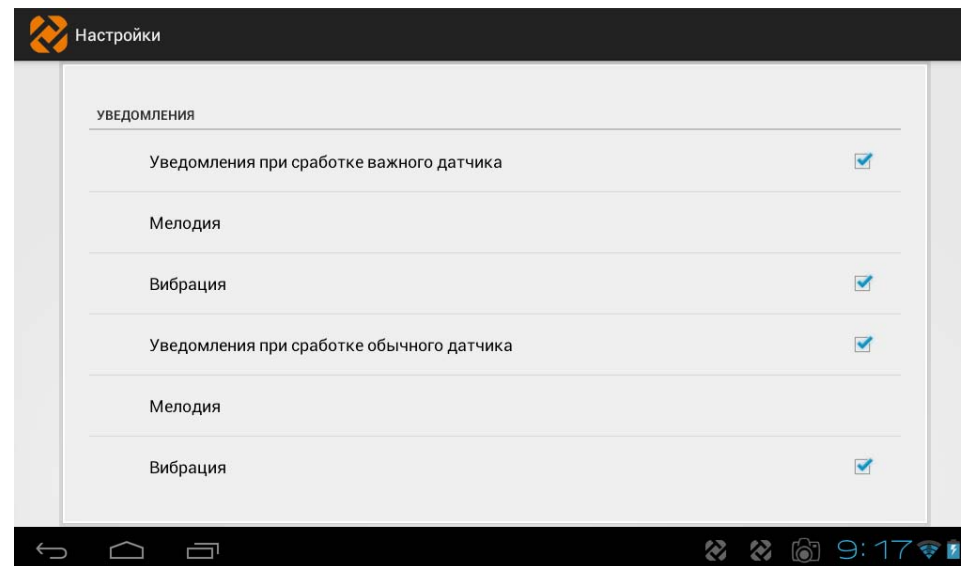 Настройки
УВЕДОМЛЕНИЯ
Уведомления при сработке важного датчика
Мелодия
Вибрация
Уведомления при сработке обычного датчика
Мелодия
Вибрация
9:17